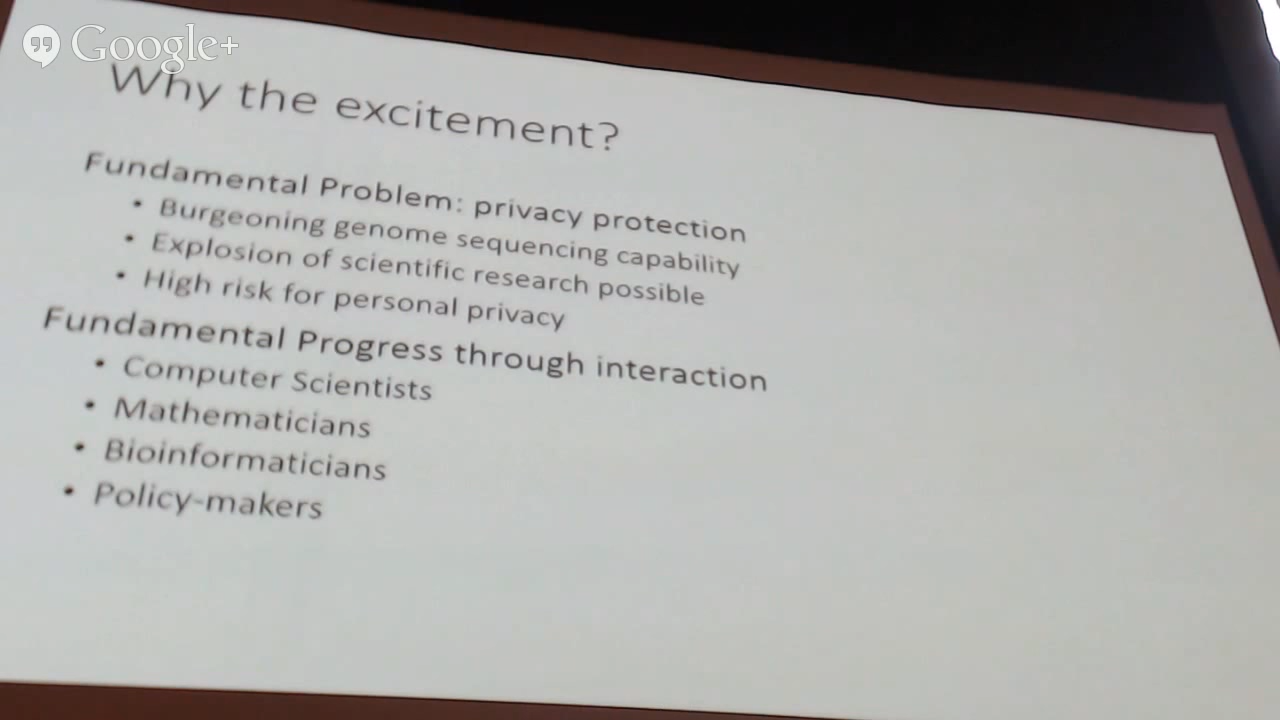 Google+
Why the excitement?
Fundamental Problem: privacy protection
• Burgeoning genome sequencing capability
• Explosion of scientific research possible
• High risk for personal privacy
Fundamental Progress through interaction
• Computer Scientists
• Mathematicians
• Bioinformaticians
• Policy-makers